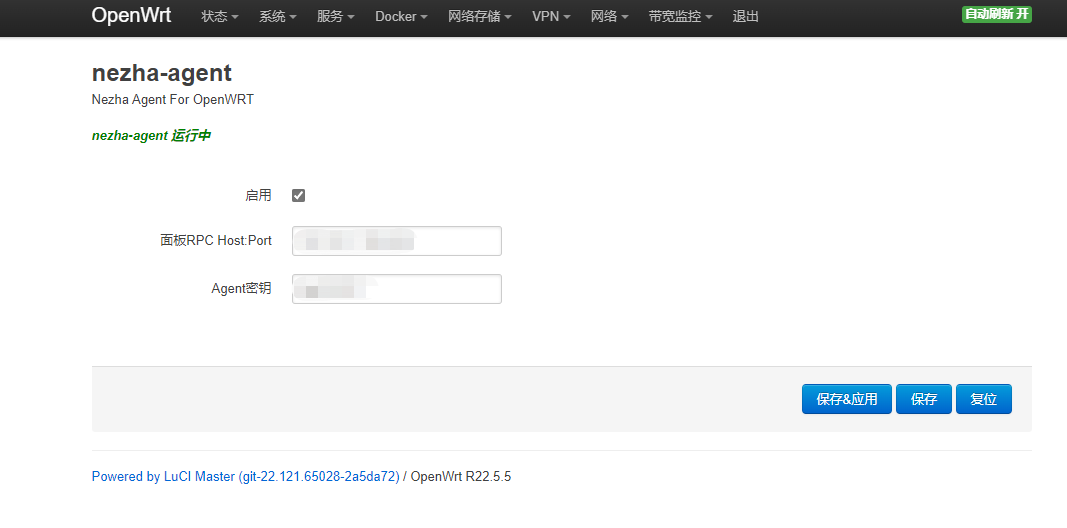 OpenWrt 状态 系统 服务 Docker 网络存储 VPN 网络 带宽监控 退出 自动刷新 开
nezha-agent
Nezha Agent For OpenWRT
nezha-agent 运行中
启用
面板RPC Host:Port
Agent密钥
保存&应用 保存 复位
Powered by LuCI Master (git-22.121.65028-2a5da72) / OpenWrt R22.5.5